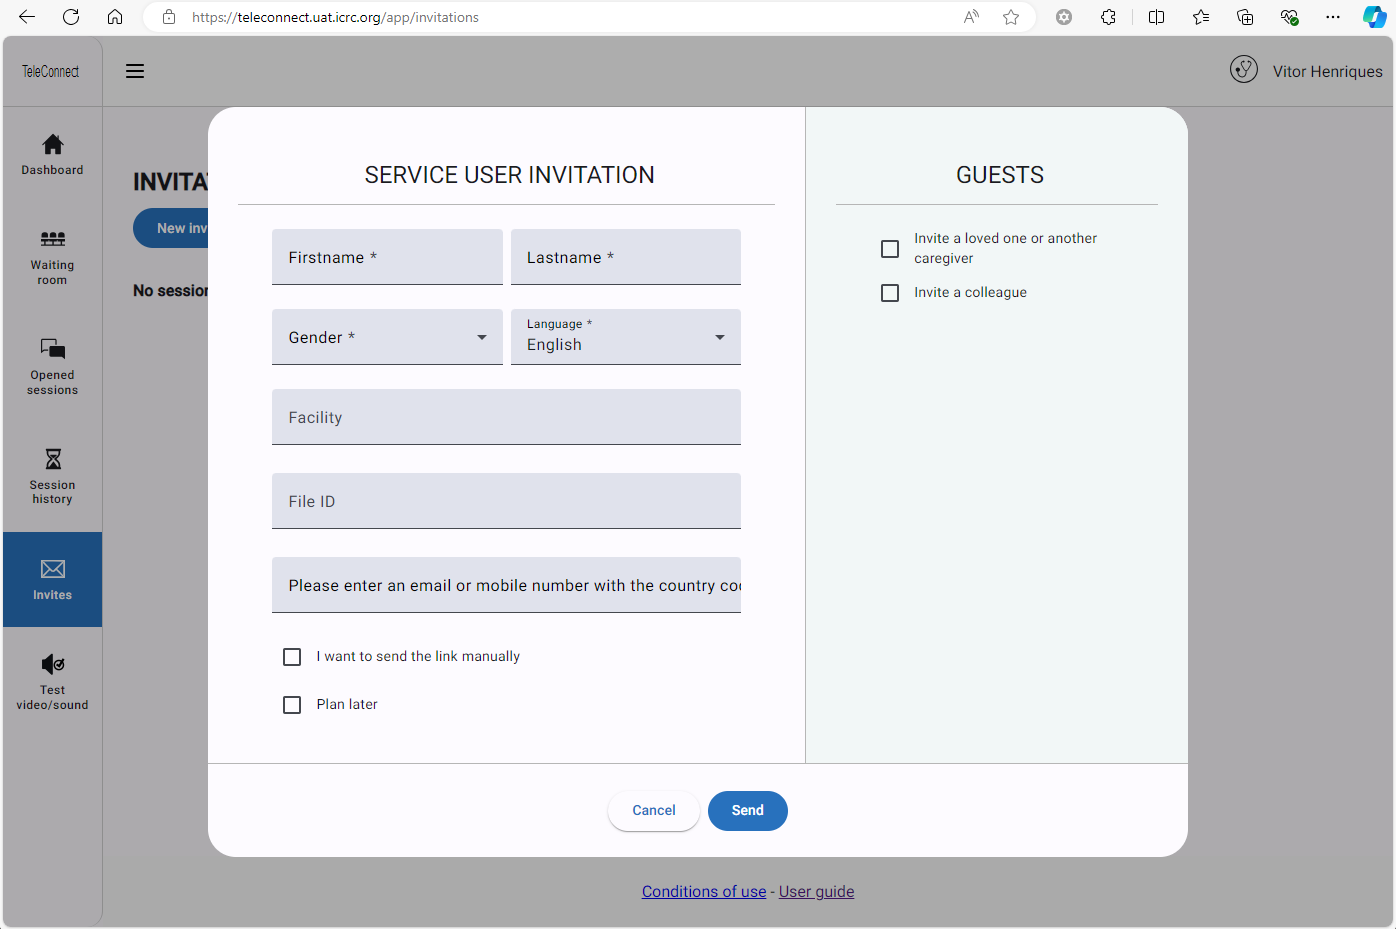 https://teleconnect.uat.icrc.org/app/invitations
TeleConnect
Vitor Henriques
Dashboard
Waiting
room
Opened
sessions
Session
history
Invites
Test
video/sound
INVITA
New inv
No session
SERVICE USER INVITATION
Firstname *
Lastname *
Gender *
Language *
English
Facility
File ID
Please enter an email or mobile number with the country co
I want to send the link manually
Plan later
GUESTS
Invite a loved one or another
caregiver
Invite a colleague
Cancel
Send
Conditions of use - User guide